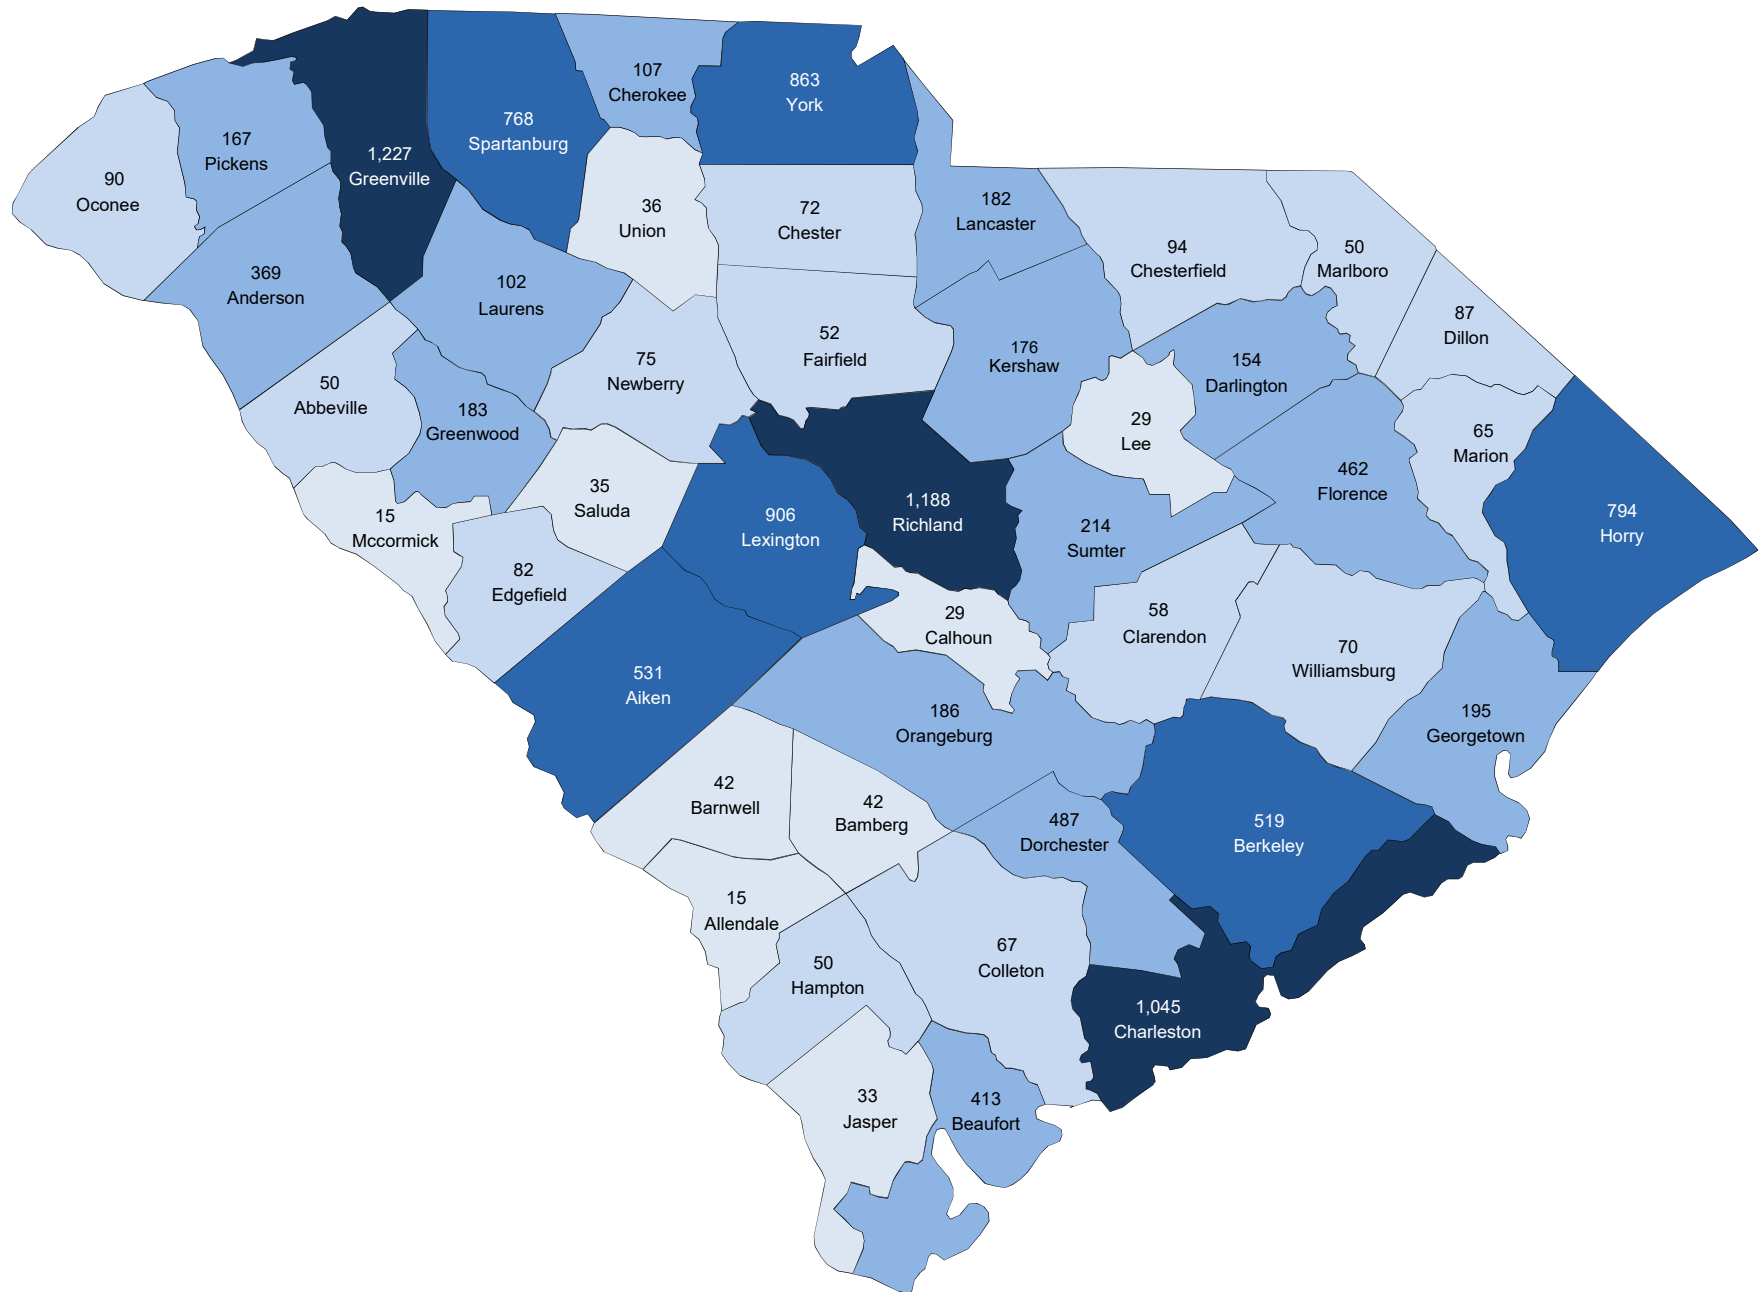 107
Cherokee
863
York
768
Spartanburg
167
Pickens
1,227
Greenville
90
Oconee
36
Union
72
Chester
182
Lancaster
94
Chesterfield
50
Marlboro
369
Anderson
102
Laurens
87
Dillon
52
Fairfield
176
Kershaw
75
Newberry
154
Darlington
50
Abbeville
183
Greenwood
29
Lee
65
Marion
462
Florence
35
Saluda
1,188
Richland
906
Lexington
794
Horry
15
Mccormick
214
Sumter
82
Edgefield
29
Calhoun
58
Clarendon
70
Williamsburg
531
Aiken
186
Orangeburg
195
Georgetown
42
Barnwell
42
Bamberg
487
Dorchester
519
Berkeley
15
Allendale
67
Colleton
50
Hampton
1,045
Charleston
33
Jasper
413
Beaufort